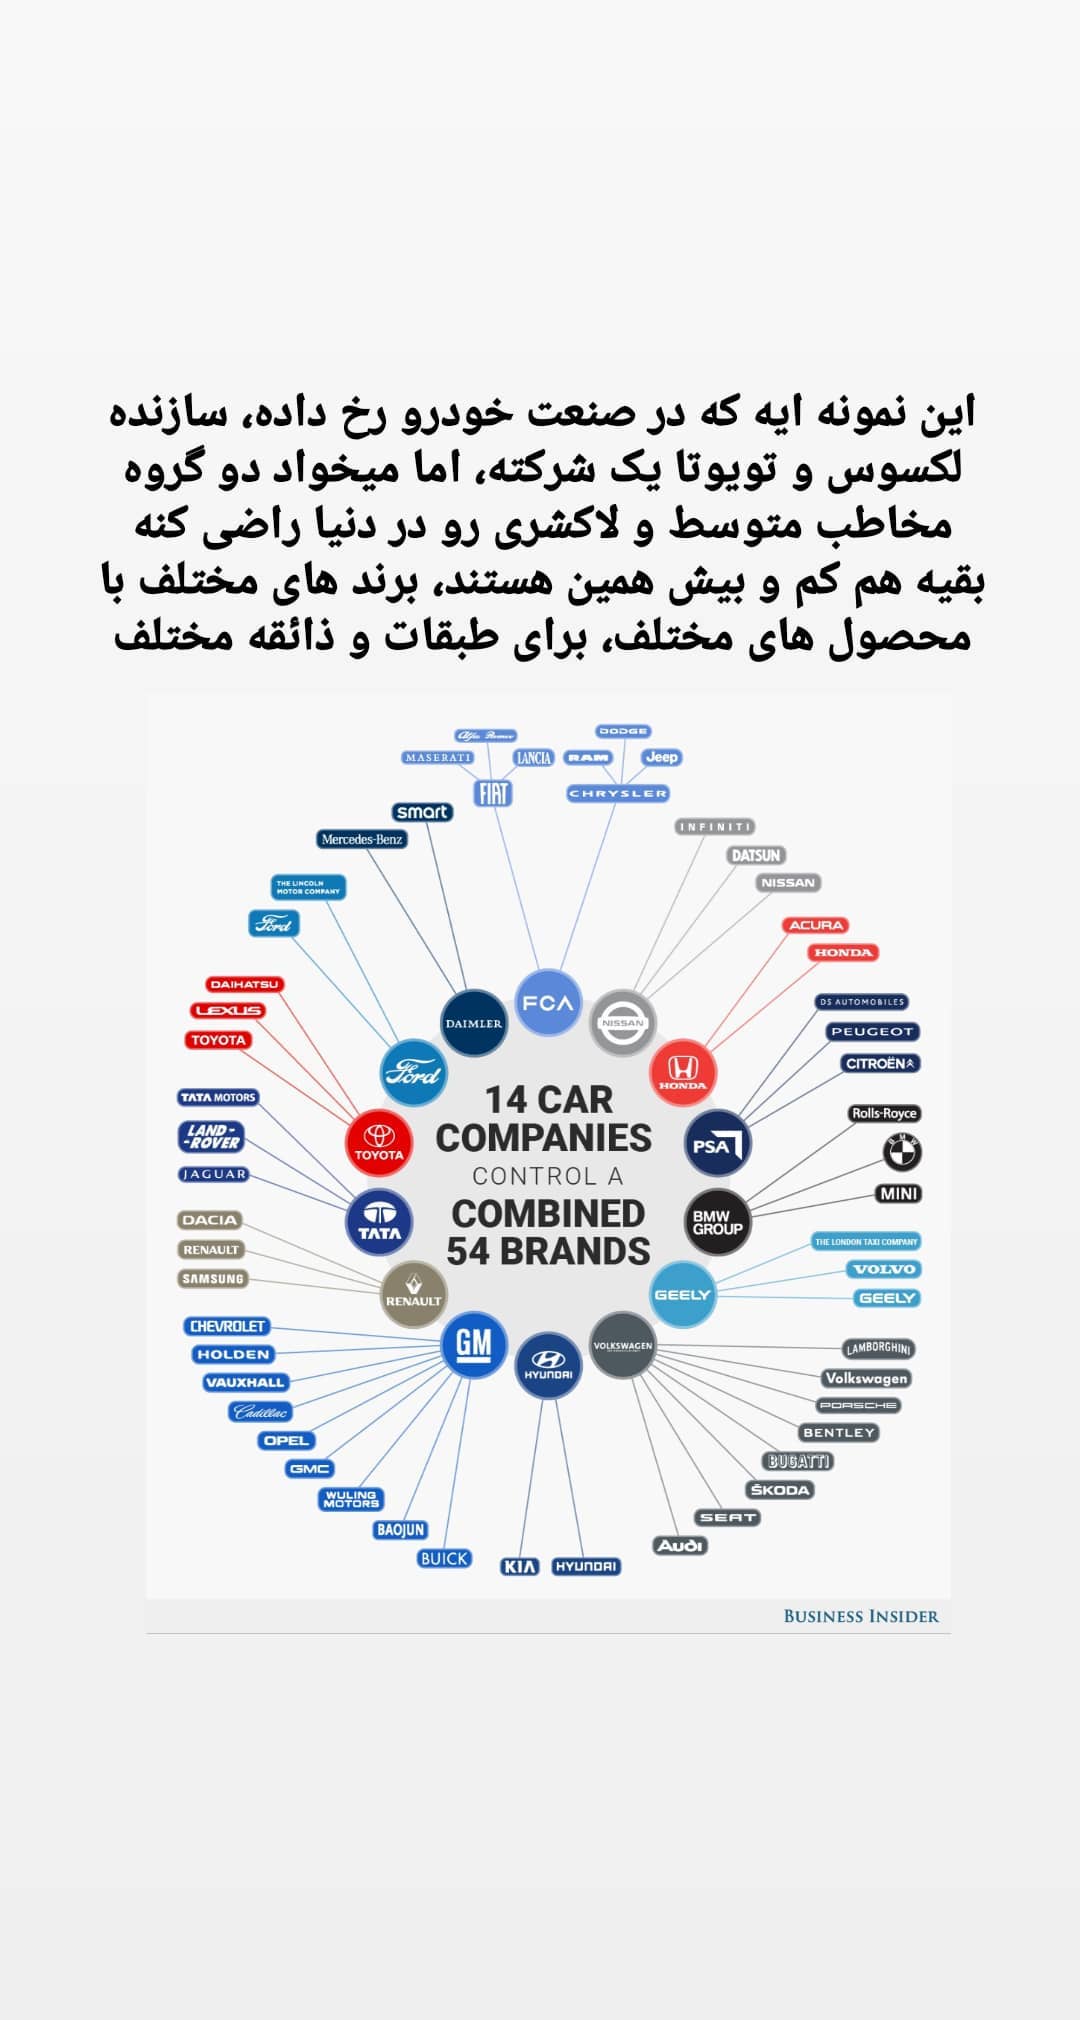 این نمونه ایه که در صنعت خودرو رخ داده، سازنده
لکسوس و تویوتا یک شرکته، اما میخواد دو گروه
مخاطب متوسط و لاکشری رو در دنیا راضی کنه
بقیه هم کم و بیش همین هستند، برند های مختلف با
محصول های مختلف، برای طبقات و ذائقه مختلف
Alfa Romeo
DODGE
MASERATI
LANCIA
RAM
Jeep
FIAT
CHRYSLER
smart
Mercedes-Benz
INFINITI
DATSUN
NISSAN
THE LINCOLN
MOTOR COMPANY
Ford
ACURA
HONDA
DAIHATSU
LEXUS
TOYOTA
DS AUTOMOBILES
PEUGEOT
CITROËN
FCA
DAIMLER
NISSAN
Ford
HONDA
TOYOTA
PSA
TATA
BMW
GROUP
RENAULT
GEELY
GM
HYUNDAI
VOLKSWAGEN
14 CAR
COMPANIES
CONTROL A
COMBINED
54 BRANDS
TATA MOTORS
LAND-
-ROVER
JAGUAR
Rolls-Royce
BMW
MINI
DACIA
RENAULT
SAMSUNG
THE LONDON TAXI COMPANY
VOLVO
GEELY
CHEVROLET
HOLDEN
VAUXHALL
Cadillac
OPEL
GMC
WULING
MOTORS
BAOJUN
BUICK
KIA
HYUNDAI
LAMBORGHINI
Volkswagen
PORSCHE
BENTLEY
BUGATTI
ŠKODA
SEAT
Audi
BUSINESS INSIDER